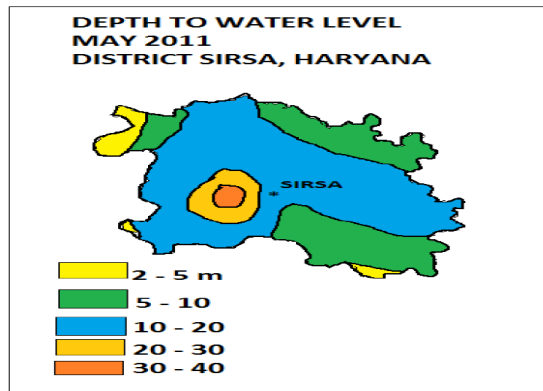 DEPTH TO WATER LEVEL
MAY 2011
DISTRICT SIRSA, HARYANA
SIRSA
2 - 5 m
5 - 10
10 - 20
20 - 30
30 - 40